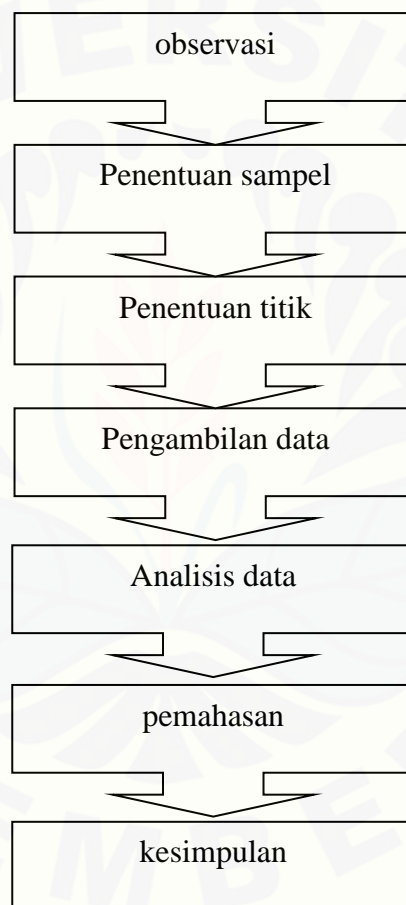 observasi
Penentuan sampel
Penentuan titik
Pengambilan data
Analisis data
pemahasan
kesimpulan